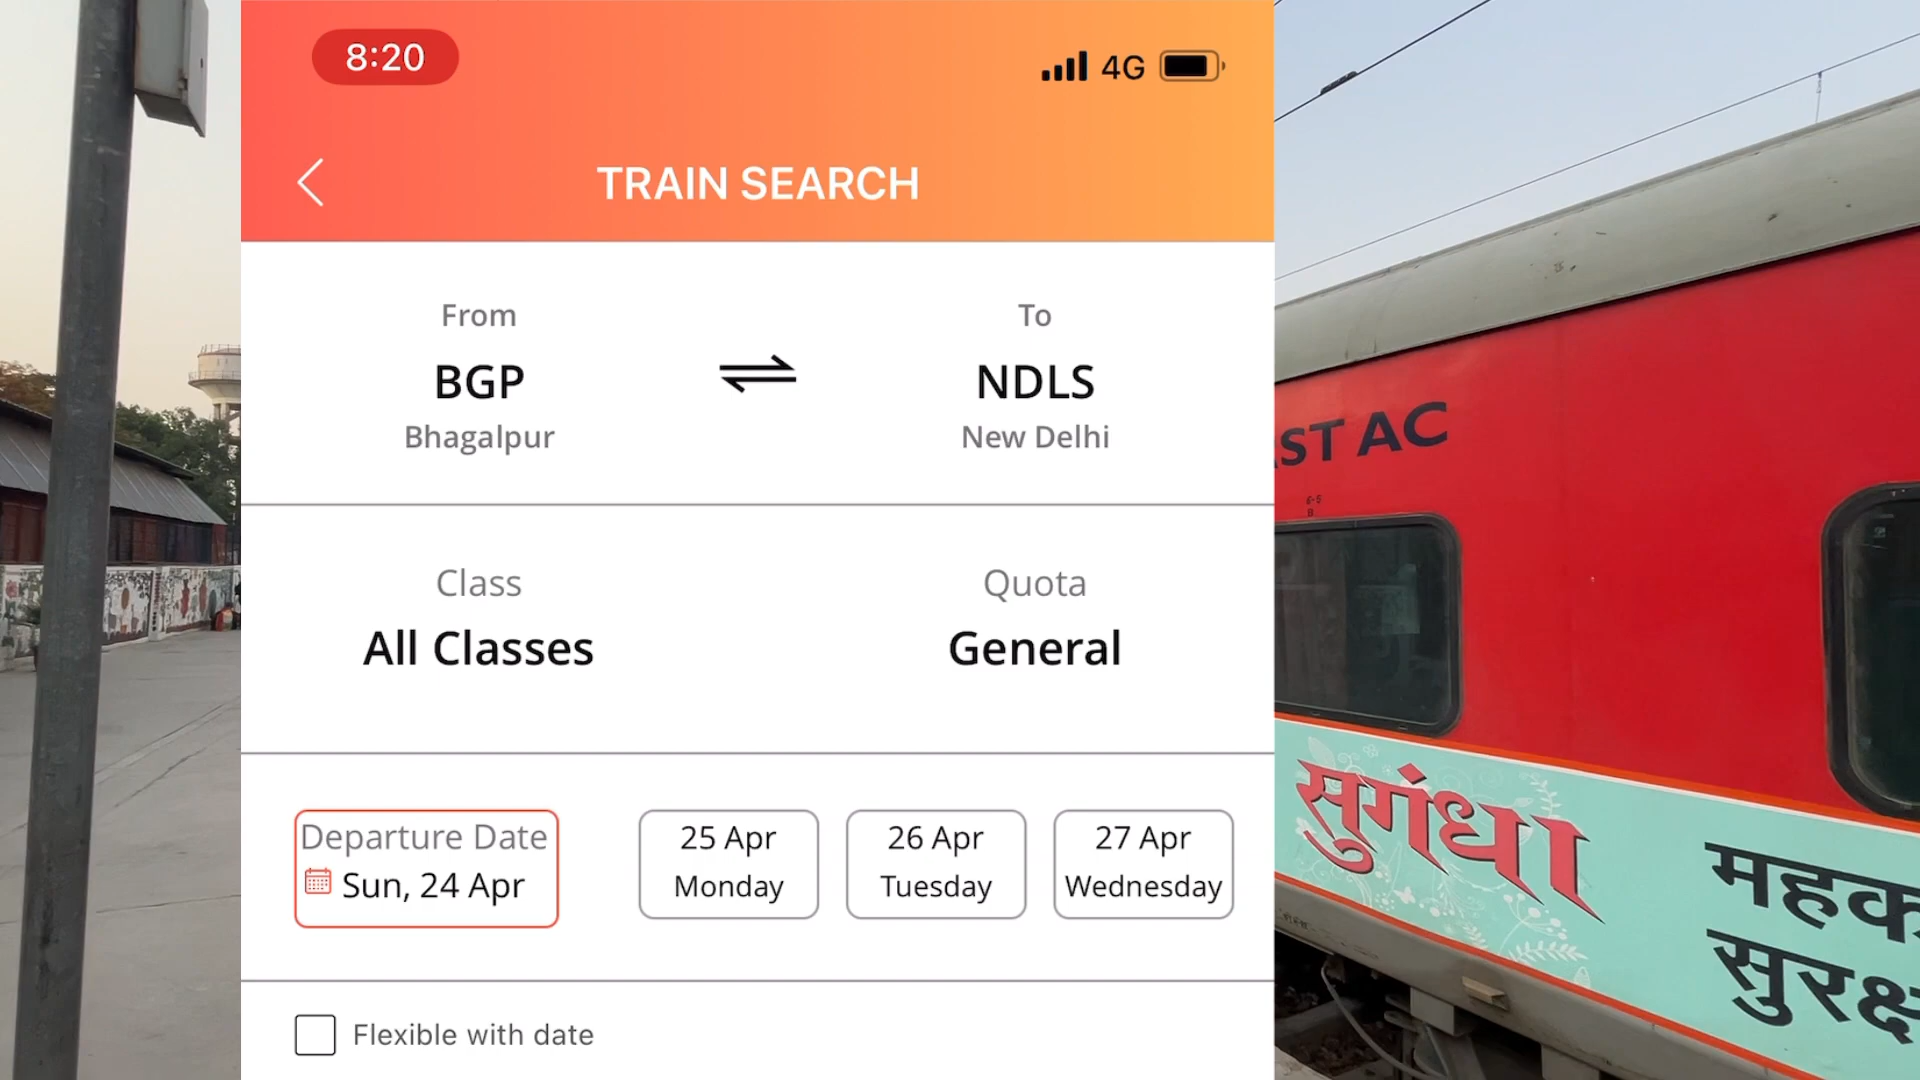 8:20
4G
TRAIN SEARCH
From
To
BGP
NDLS
Bhagalpur
New Delhi
Class
Quota
All Classes
General
Departure Date
Sun, 24 Apr
25 Apr
Monday
26 Apr
Tuesday
27 Apr
Wednesday
Flexible with date
ST AC
सुगंधा